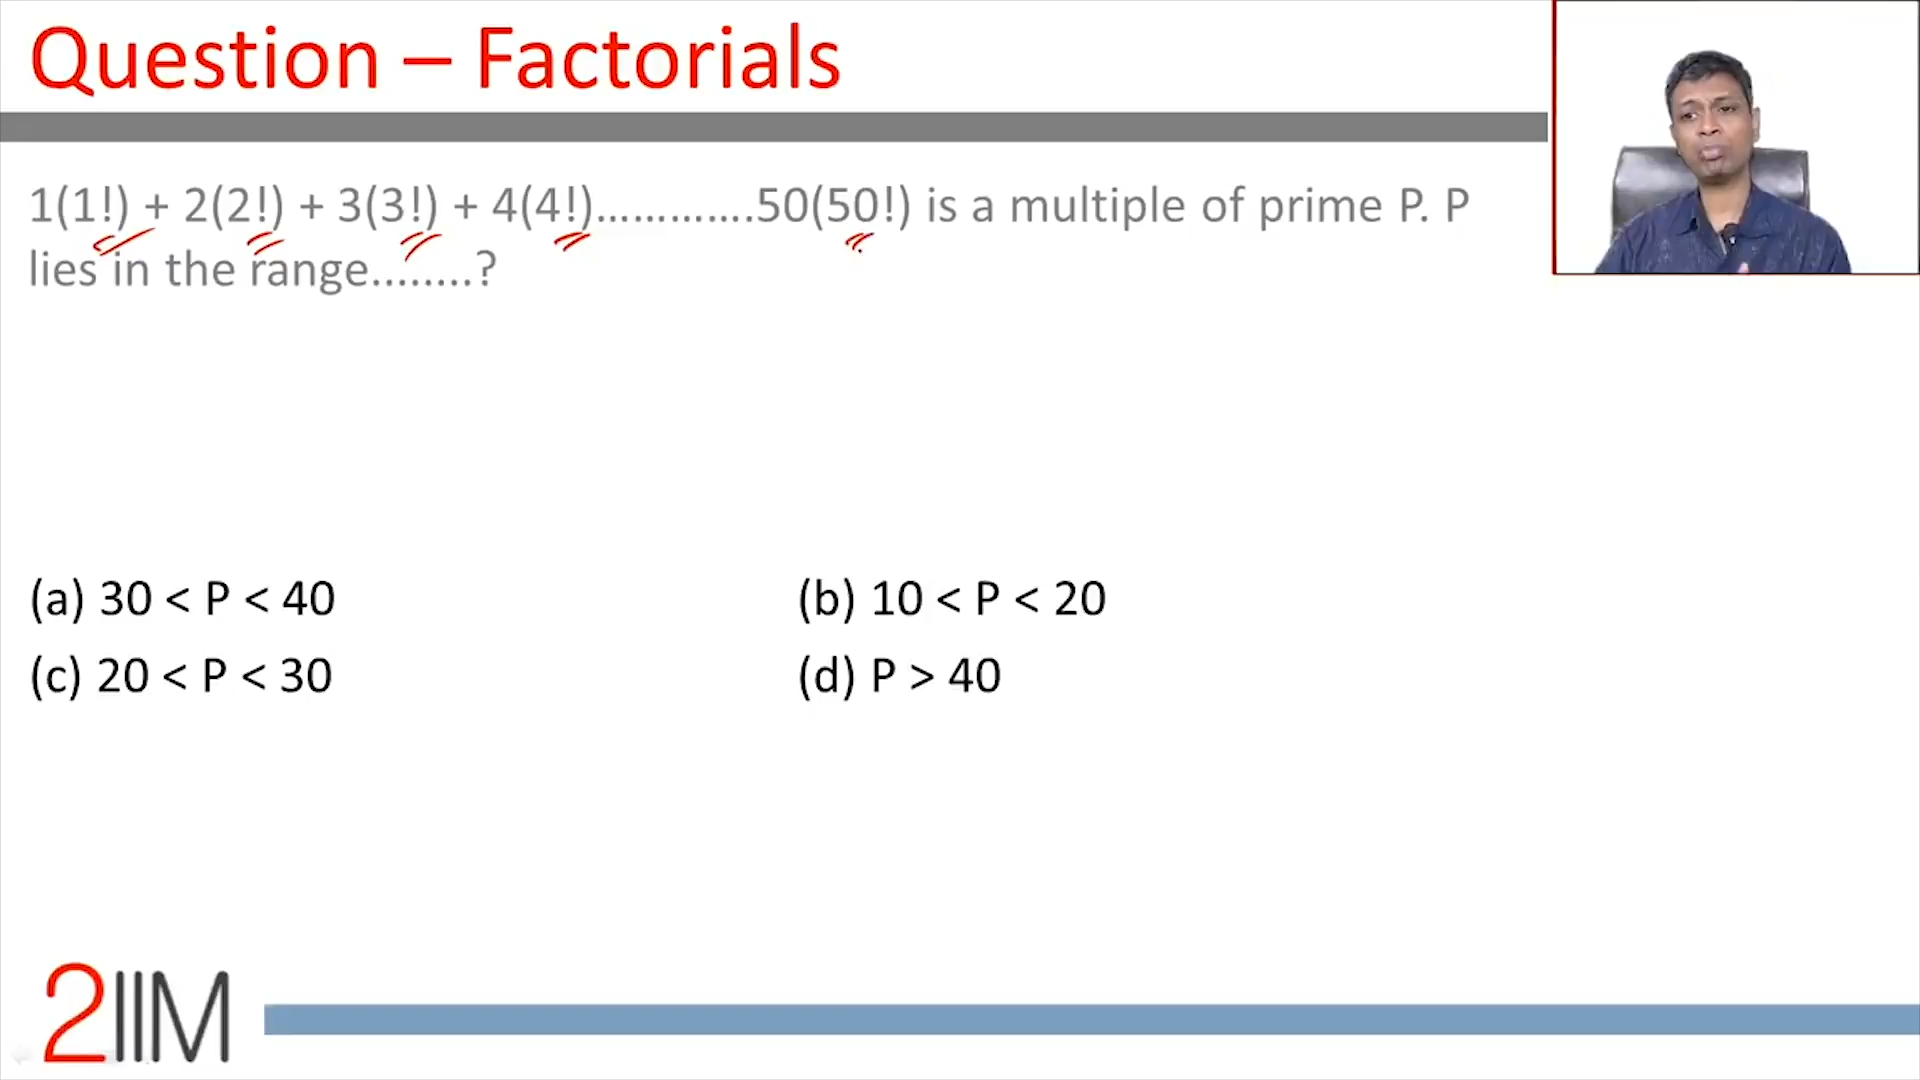 Question – Factorials
1(1!) + 2(2!) + 3(3!) + 4(4!)………….50(50!) is a multiple of prime P. P
lies in the range……..?
(a) 30 < P < 40
(b) 10 < P < 20
(c) 20 < P < 30
(d) P > 40
2IIM